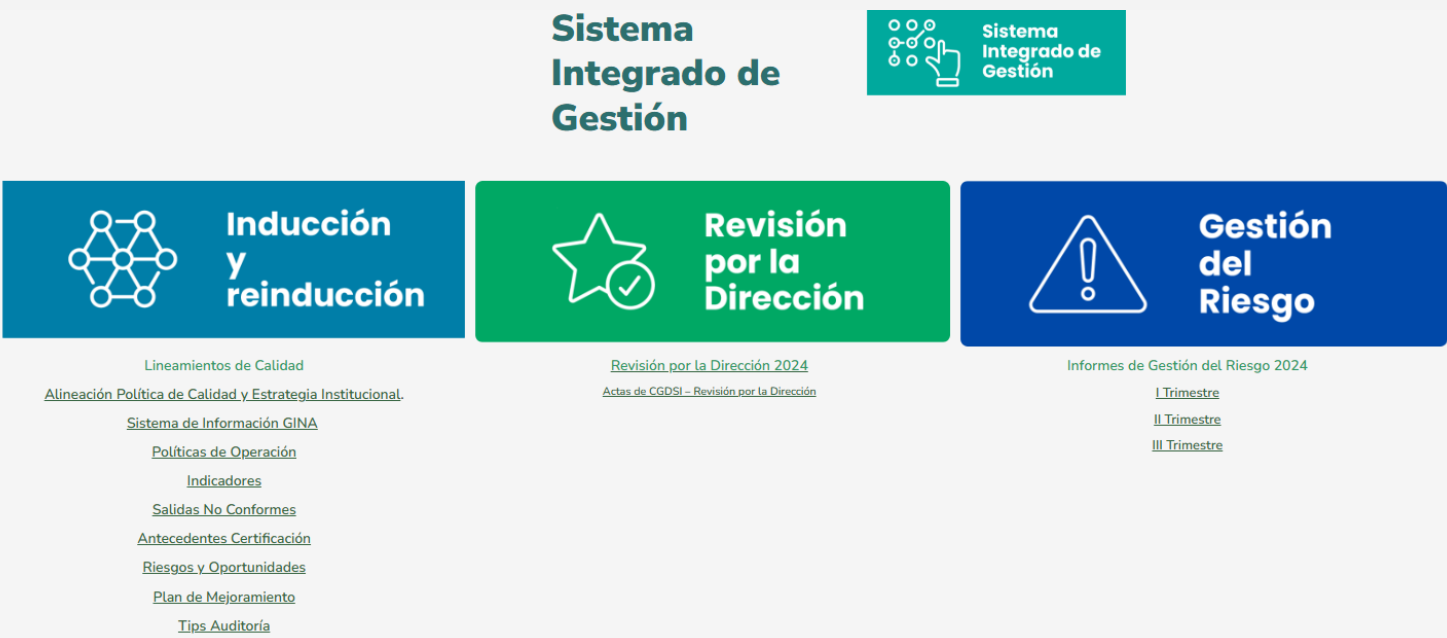 Sistema
Integrado de
Gestión
Sistema
Integrado de
Gestión
Inducción
y
reinducción
Lineamientos de Calidad
Alineación Política de Calidad y Estrategia Institucional.
Sistema de Información GINA
Políticas de Operación
Indicadores
Salidas No Conformes
Antecedentes Certificación
Riesgos y Oportunidades
Plan de Mejoramiento
Tips Auditoría
Revisión
por la
Dirección
Revisión por la Dirección 2024
Actas de CGDSI – Revisión por la Dirección
Gestión
del
Riesgo
Informes de Gestión del Riesgo 2024
I Trimestre
II Trimestre
III Trimestre